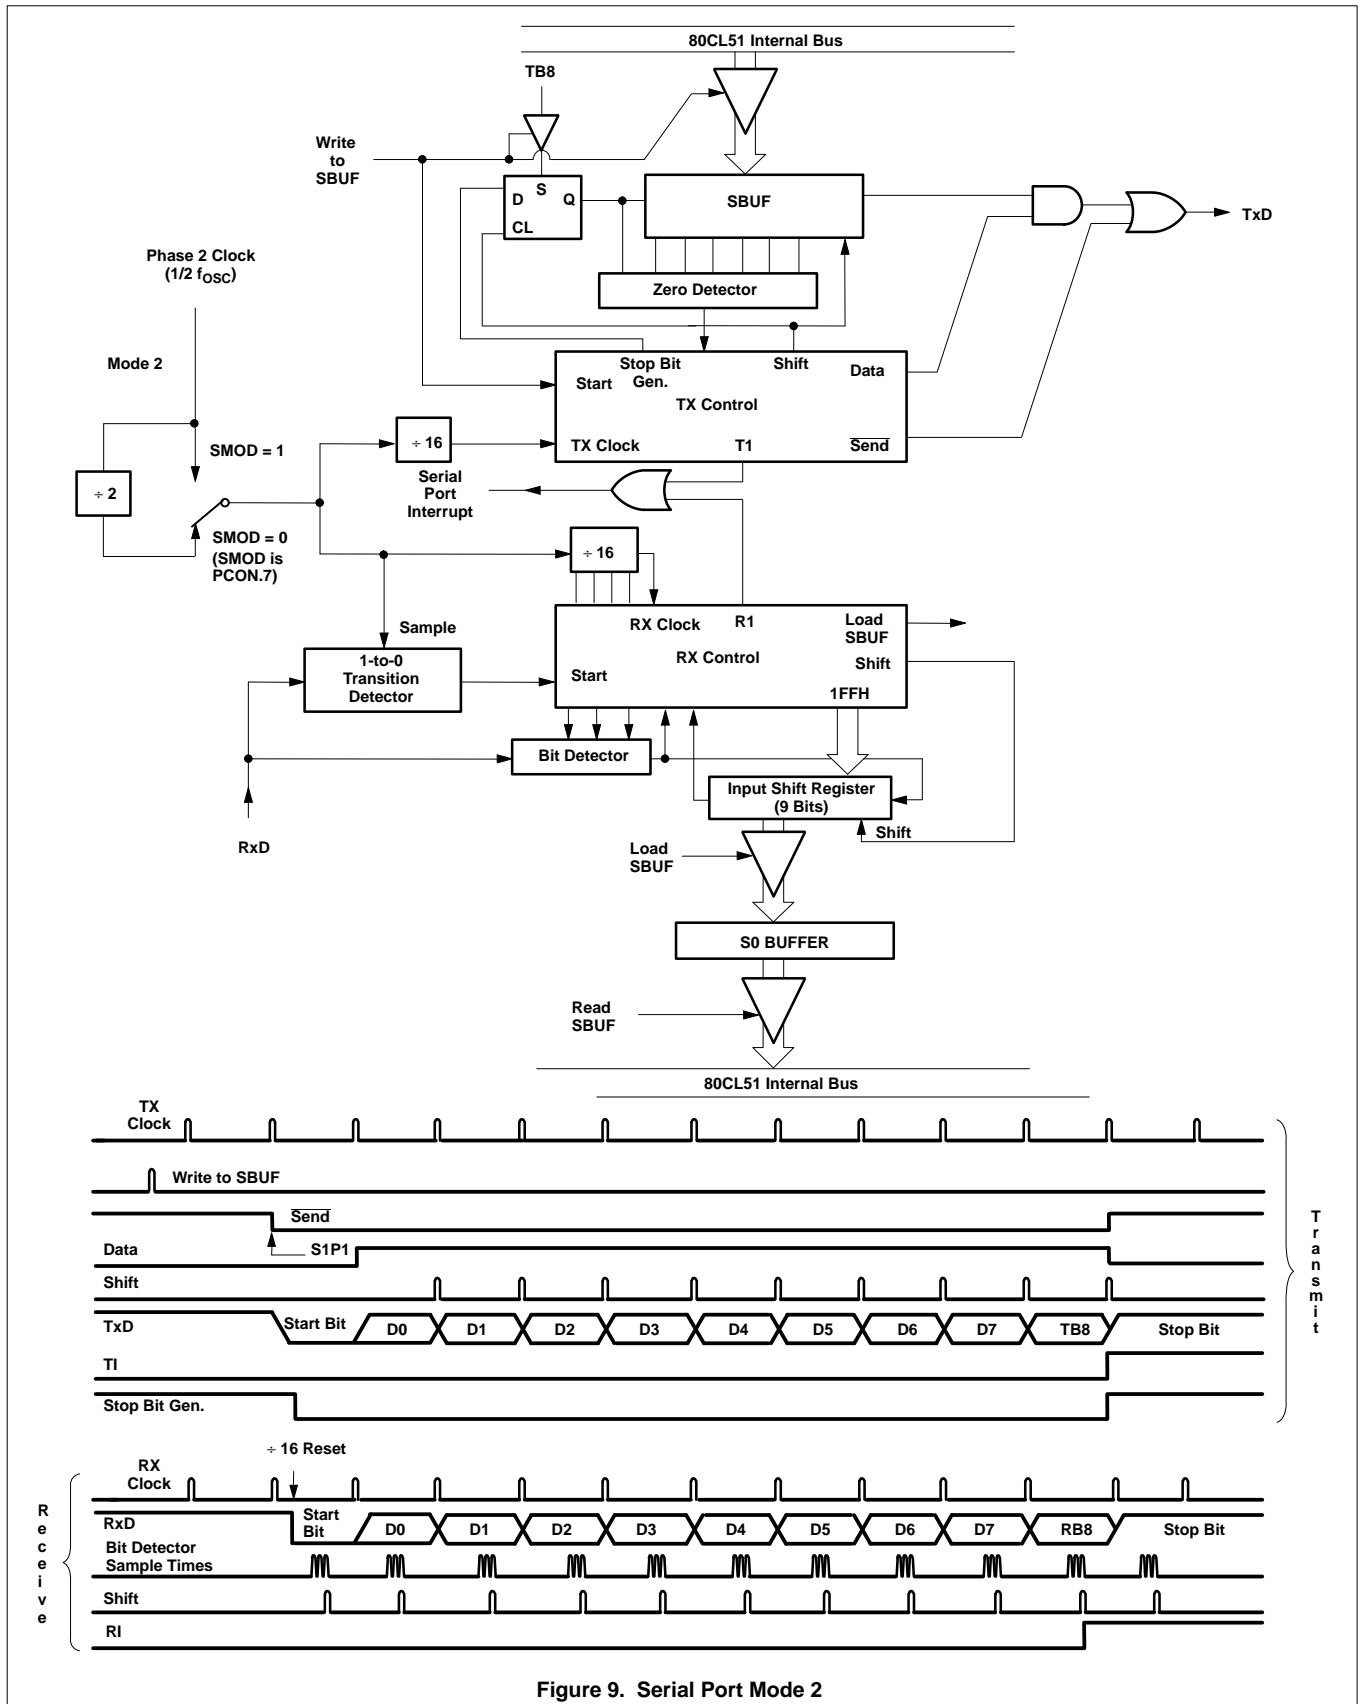 80CL51 Internal Bus
TB8
Write
to
SBUF
S
D Q
CL
SBUF
TxD
Phase 2 Clock
(1/2 fOSC)
Zero Detector
Mode 2
Stop Bit
Gen.
Shift
Data
Start
TX Control
SMOD = 1
÷ 16
TX Clock
T1
Send
÷ 2
Serial
Port
Interrupt
SMOD = 0
(SMOD is
PCON.7)
÷ 16
Sample
RX Clock
R1
Load
SBUF
RX Control
Shift
1-to-0
Transition
Detector
Start
1FFH
Bit Detector
Input Shift Register
(9 Bits)
RxD
Shift
Load
SBUF
S0 BUFFER
Read
SBUF
80CL51 Internal Bus
TX
Clock
Write to SBUF
Send
S1P1
Data
Shift
TxD
Start Bit D0 D1 D2 D3 D4 D5 D6 D7 TB8 Stop Bit
TI
Stop Bit Gen.
Transmit
÷ 16 Reset
RX
Clock
RxD
Start
Bit
D0 D1 D2 D3 D4 D5 D6 D7 RB8 Stop Bit
Bit Detector
Sample Times
Shift
RI
Receive
Figure 9. Serial Port Mode 2